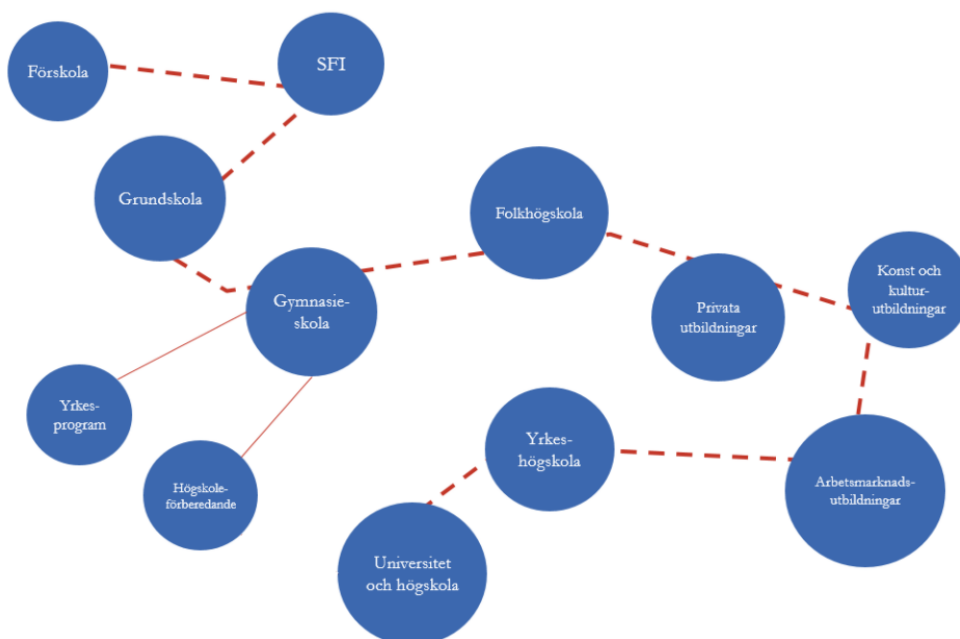 Förskola
SFI
Grundskola
Folkhögskola
Gymnasie-
skola
Privata
utbildningar
Konst och
kultur-
utbildningar
Yrkes-
program
Högskole-
förberedande
Yrkes-
högskola
Arbetsmarknads-
utbildningar
Universitet
och högskola